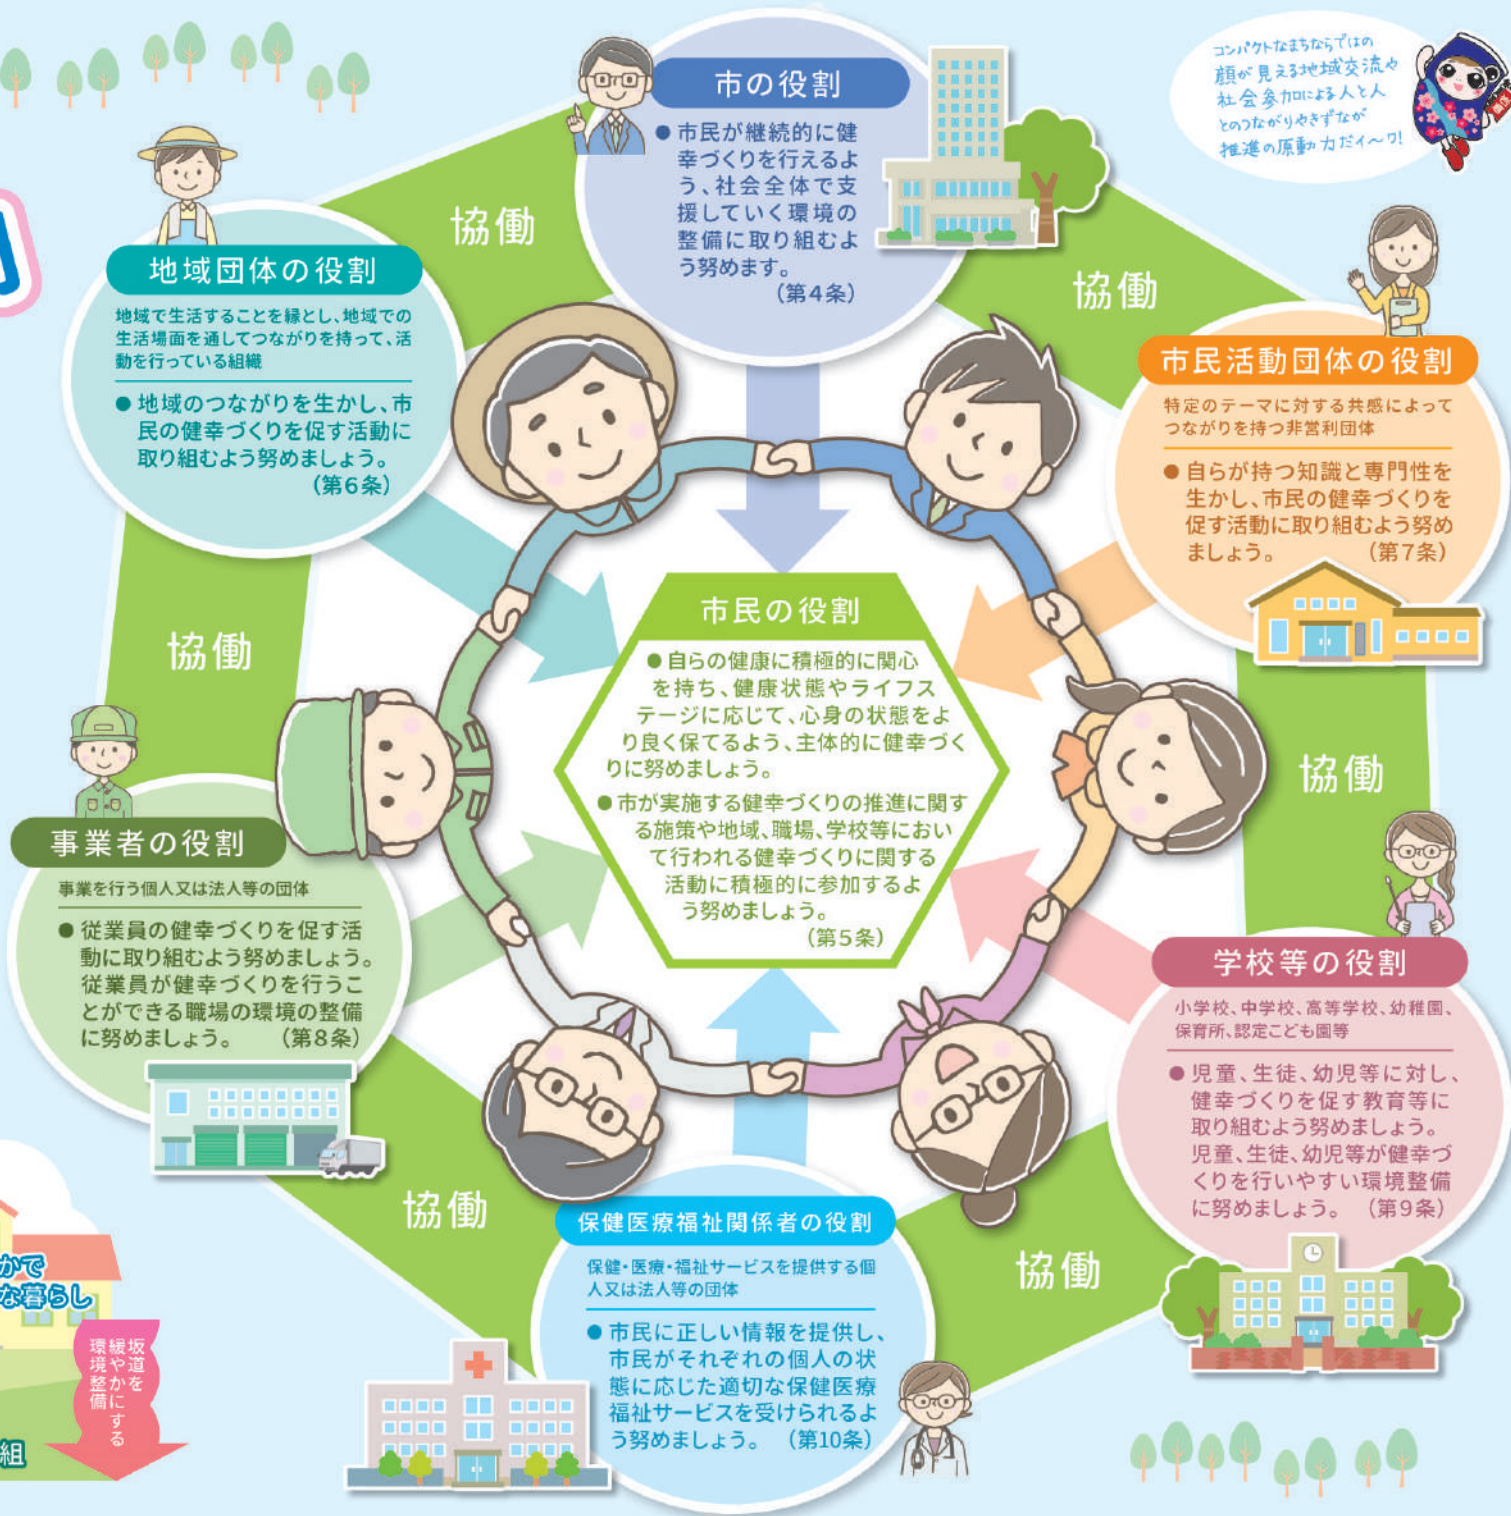 コンパクトなまちならではの
顔が見える地域交流や
社会参加による人と人
とのつながりやきずなが
推進の原動力だイ〜ワ!
市の役割
●市民が継続的に健
幸づくりを行えるよ
う、社会全体で支
援していく環境の
整備に取り組むよ
う努めます。
(第4条)
協働
協働
地域団体の役割
地域で生活することを縁とし、地域での
生活場面を通してつながりを持って、活
動を行っている組織
●地域のつながりを生かし、市
民の健幸づくりを促す活動に
取り組むよう努めましょう。
(第6条)
市民活動団体の役割
特定のテーマに対する共感によって
つながりを持つ非営利団体
●自らが持つ知識と専門性を
生かし、市民の健幸づくりを
促す活動に取り組むよう努め
ましょう。 (第7条)
協働
市民の役割
●自らの健康に積極的に関心
を持ち、健康状態やライフス
テージに応じて、心身の状態をよ
り良く保てるよう、主体的に健幸づく
りに努めましょう。
●市が実施する健幸づくりの推進に関す
る施策や地域、職場、学校等におい
て行われる健幸づくりに関する
活動に積極的に参加するよ
う努めましょう。
(第5条)
協働
事業者の役割
事業を行う個人又は法人等の団体
●従業員の健幸づくりを促す活
動に取り組むよう努めましょう。
従業員が健幸づくりを行うこ
とができる職場の環境の整備
に努めましょう。 (第8条)
学校等の役割
小学校、中学校、高等学校、幼稚園、
保育所、認定こども園等
●児童、生徒、幼児等に対し、
健幸づくりを促す教育等に
取り組むよう努めましょう。
児童、生徒、幼児等が健幸づ
くりを行いやすい環境整備
に努めましょう。 (第9条)
協働
協働
保健医療福祉関係者の役割
保健・医療・福祉サービスを提供する個
人又は法人等の団体
●市民に正しい情報を提供し、
市民がそれぞれの個人の状
態に応じた適切な保健医療
福祉サービスを受けられるよ
う努めましょう。 (第10条)
かで
な暮らし
坂道を
緩やかにする
環境整備
組